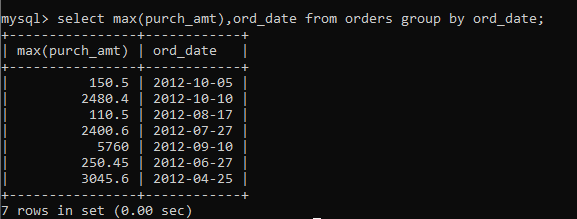 mysql> select max(purch_amt),ord_date from orders group by ord_date;
+----------------+------------+
| max(purch_amt) | ord_date   |
+----------------+------------+
|          150.5 | 2012-10-05 |
|         2480.4 | 2012-10-10 |
|          110.5 | 2012-08-17 |
|         2400.6 | 2012-07-27 |
|           5760 | 2012-09-10 |
|         250.45 | 2012-06-27 |
|         3045.6 | 2012-04-25 |
+----------------+------------+
7 rows in set (0.00 sec)